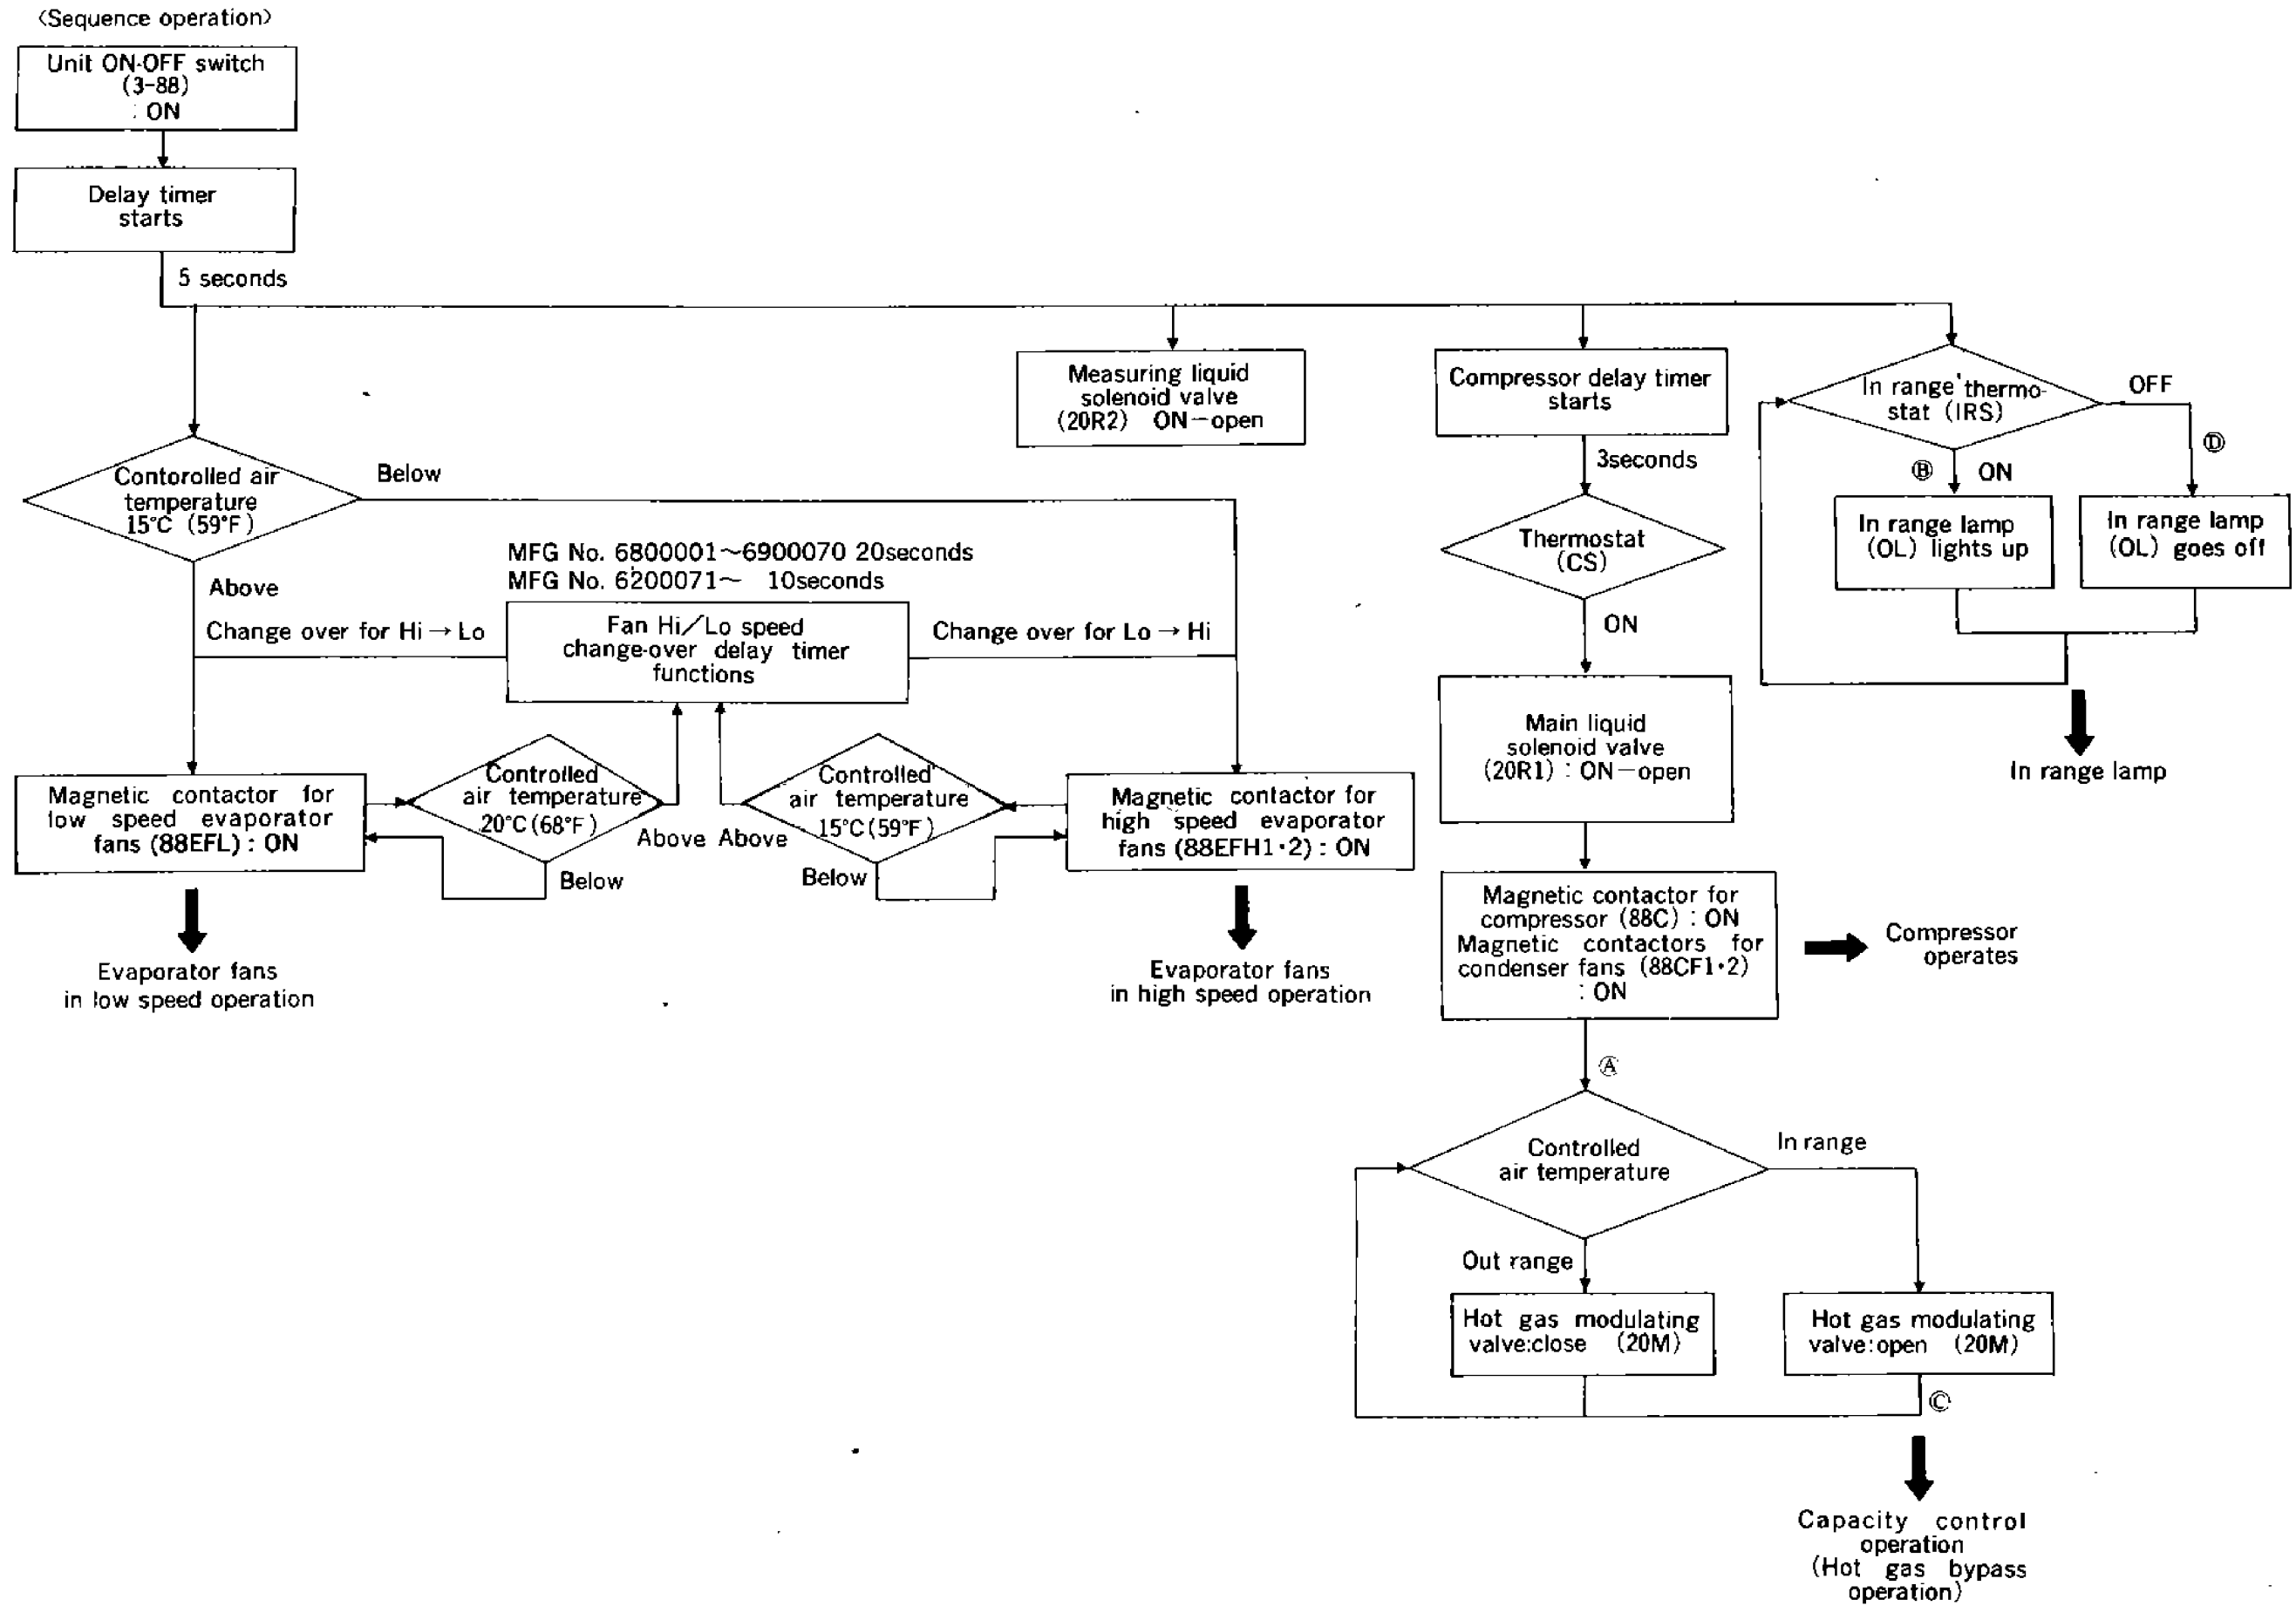 〈Sequence operation〉
Unit ON-OFF switch
(3-88)
: ON
Delay timer
starts
5 seconds
Contorolled air
temperature
15°C (59°F)
Below
Above
Measuring liquid
solenoid valve
(20R2) ON—open
Compressor delay timer
starts
3seconds
Thermostat
(CS)
ON
In range thermo-
stat (IRS)
OFF
Ⓓ
Ⓑ ON
In range lamp
(OL) lights up
In range lamp
(OL) goes off
In range lamp
MFG No. 6800001～6900070 20seconds
MFG No. 6200071～ 10seconds
Change over for Hi → Lo
Fan Hi/Lo speed
change-over delay timer
functions
Change over for Lo → Hi
Magnetic contactor for
low speed evaporator
fans (88EFL) : ON
Controlled
air temperature
20°C (68°F)
Above
Below
Controlled
air temperature
15°C (59°F)
Above
Below
Magnetic contactor for
high speed evaporator
fans (88EFH1·2) : ON
Evaporator fans
in low speed operation
Evaporator fans
in high speed operation
Main liquid
solenoid valve
(20R1) : ON—open
Magnetic contactor for
compressor (88C) : ON
Magnetic contactors for
condenser fans (88CF1·2)
: ON
Compressor
operates
Ⓐ
Controlled
air temperature
In range
Out range
Hot gas modulating
valve:close (20M)
Hot gas modulating
valve:open (20M)
Ⓒ
Capacity control
operation
(Hot gas bypass
operation)